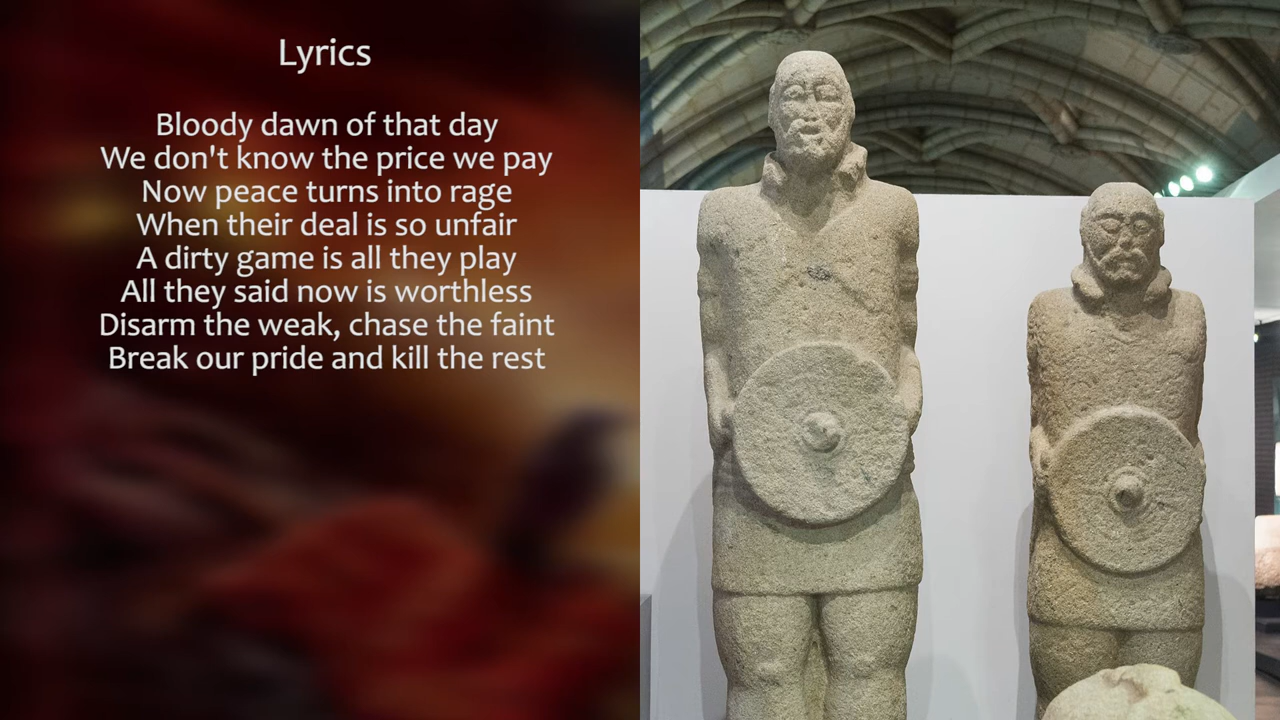 Lyrics
Bloody dawn of that day
We don't know the price we pay
Now peace turns into rage
When their deal is so unfair
A dirty game is all they play
All they said now is worthless
Disarm the weak, chase the faint
Break our pride and kill the rest